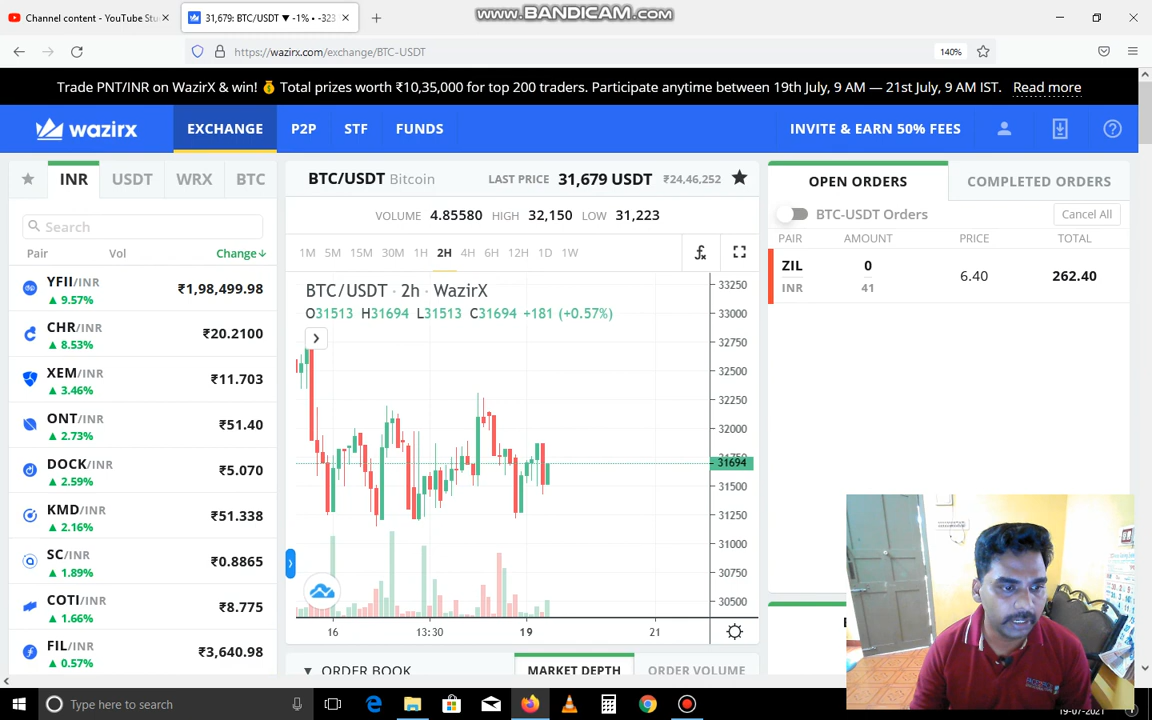 Channel content - YouTube Stu
31,679: BTC/USDT ▼ -1% • -323
www.BANDICAM.com
https://wazirx.com/exchange/BTC-USDT
140%
Trade PNT/INR on WazirX & win! 💰 Total prizes worth ₹10,35,000 for top 200 traders. Participate anytime between 19th July, 9 AM — 21st July, 9 AM IST. Read more
wazirx
EXCHANGE P2P STF FUNDS
INVITE & EARN 50% FEES
INR USDT WRX BTC
Search
Pair Vol Change↓
YFII/INR ₹1,98,499.98
▲ 9.57%
CHR/INR ₹20.2100
▲ 8.53%
XEM/INR ₹11.703
▲ 3.46%
ONT/INR ₹51.40
▲ 2.73%
DOCK/INR ₹5.070
▲ 2.59%
KMD/INR ₹51.338
▲ 2.16%
SC/INR ₹0.8865
▲ 1.89%
COTI/INR ₹8.775
▲ 1.66%
FIL/INR ₹3,640.98
▲ 0.57%
BTC/USDT Bitcoin LAST PRICE 31,679 USDT ₹24,46,252
VOLUME 4.85580 HIGH 32,150 LOW 31,223
1M 5M 15M 30M 1H 2H 4H 6H 12H 1D 1W
BTC/USDT · 2h · WazirX
O31513 H31694 L31513 C31694 +181 (+0.57%)
33250
33000
32750
32500
32250
32000
31694
31500
31250
31000
30750
30500
16 13:30 19 21
▼ ORDER BOOK MARKET DEPTH ORDER VOLUME
OPEN ORDERS COMPLETED ORDERS
BTC-USDT Orders Cancel All
PAIR AMOUNT PRICE TOTAL
ZIL 0 6.40 262.40
INR 41
Type here to search
19-07-2021